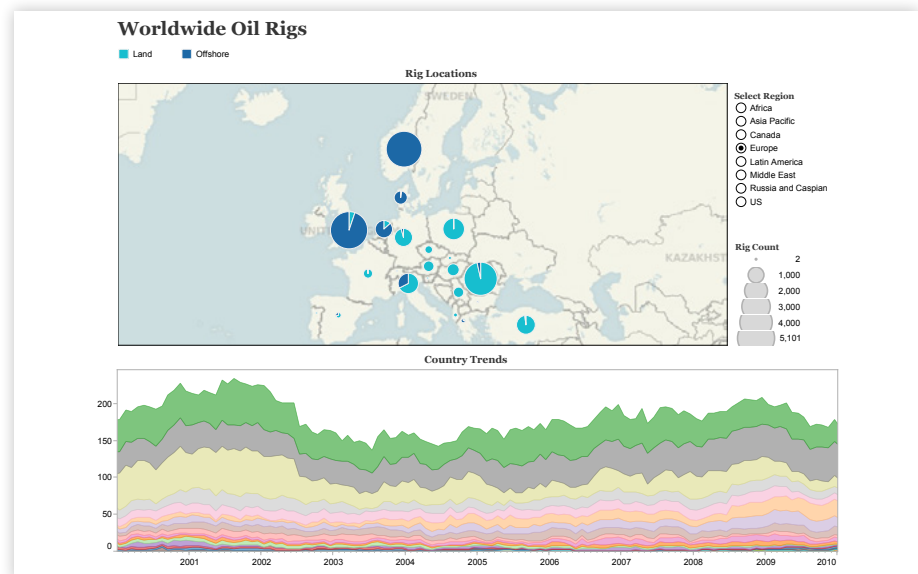 Worldwide Oil Rigs
Land Offshore
Rig Locations
SWEDEN
KAZAKHST
Select Region
Africa
Asia Pacific
Canada
Europe
Latin America
Middle East
Russia and Caspian
US
Rig Count
2
1,000
2,000
3,000
4,000
5,101
Country Trends
200
150
100
50
0
2001 2002 2003 2004 2005 2006 2007 2008 2009 2010